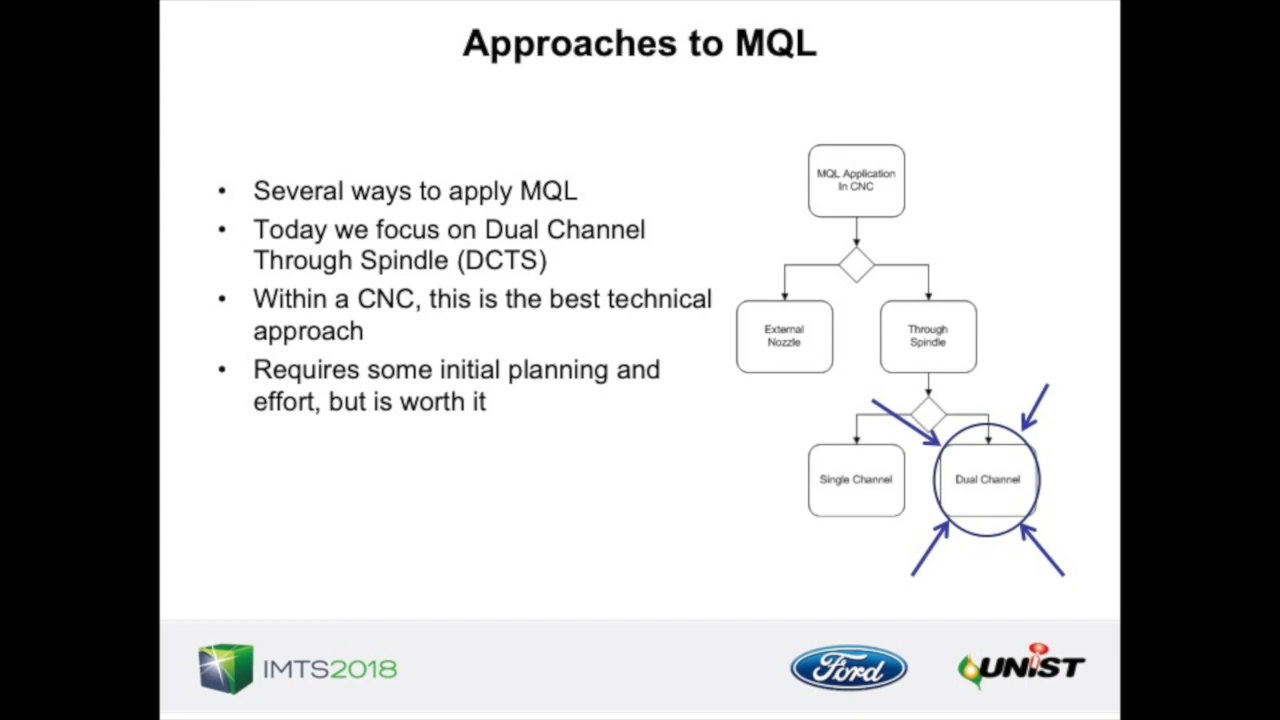 Approaches to MQL
• Several ways to apply MQL
• Today we focus on Dual Channel
Through Spindle (DCTS)
• Within a CNC, this is the best technical
approach
• Requires some initial planning and
effort, but is worth it
MQL Application
In CNC
External
Nozzle
Through
Spindle
Single Channel
Dual Channel
IMTS2018
Ford
UNIST